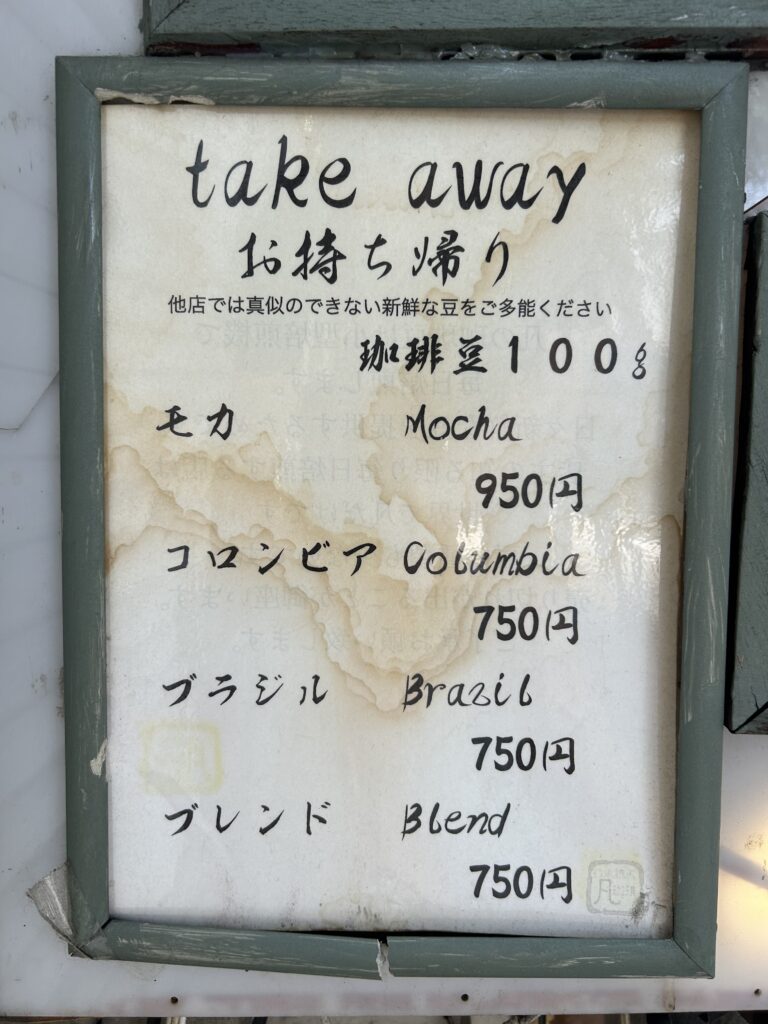 take away
お持ち帰り
他店では真似のできない新鮮な豆をご多能ください
珈琲豆100g
モカ Mocha
950円
コロンビア Columbia
750円
ブラジル Brazil
750円
ブレンド Blend
750円